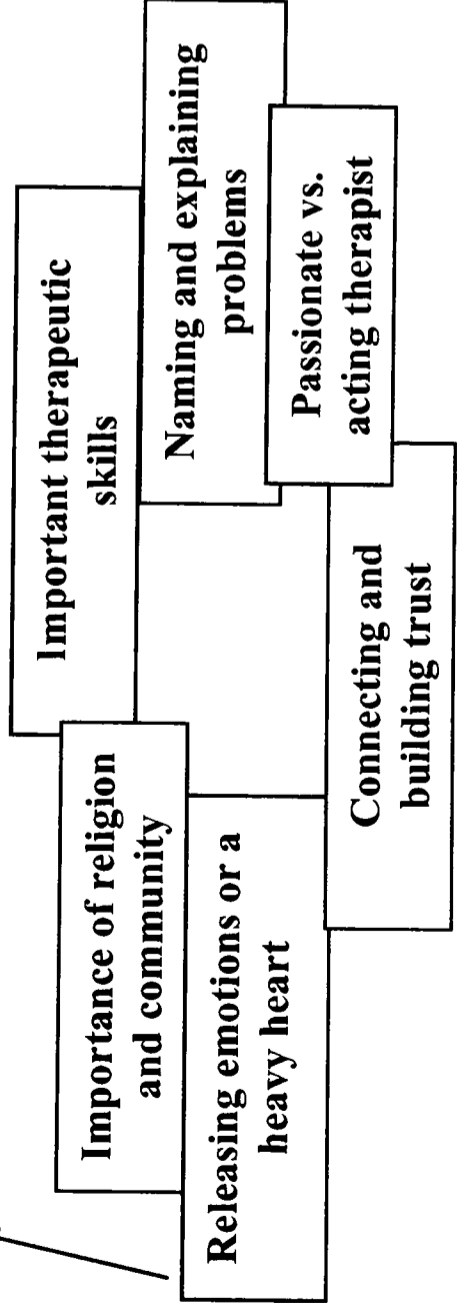 Important therapeutic
skills
Importance of religion
and community
Naming and explaining
problems
Releasing emotions or a
heavy heart
Passionate vs.
acting therapist
Connecting and
building trust